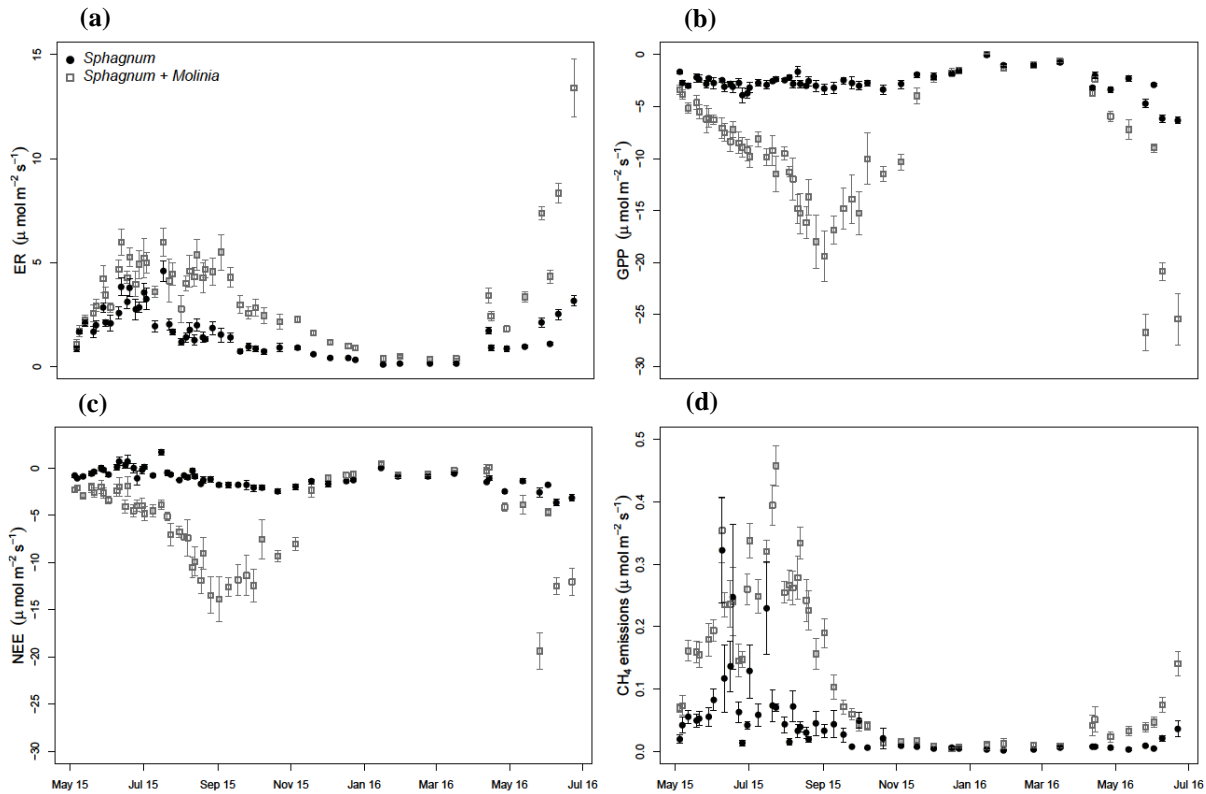 (a)
Sphagnum
Sphagnum + Molinia
15
10
5
0
ER (μ mol m⁻² s⁻¹)
(b)
0
−5
−10
−15
−20
−25
−30
GPP (μ mol m⁻² s⁻¹)
(c)
0
−5
−10
−15
−20
−25
−30
NEE (μ mol m⁻² s⁻¹)
May 15 Jul 15 Sep 15 Nov 15 Jan 16 Mar 16 May 16 Jul 16
(d)
0.5
0.4
0.3
0.2
0.1
0.0
CH₄ emissions (μ mol m⁻² s⁻¹)
May 15 Jul 15 Sep 15 Nov 15 Jan 16 Mar 16 May 16 Jul 16